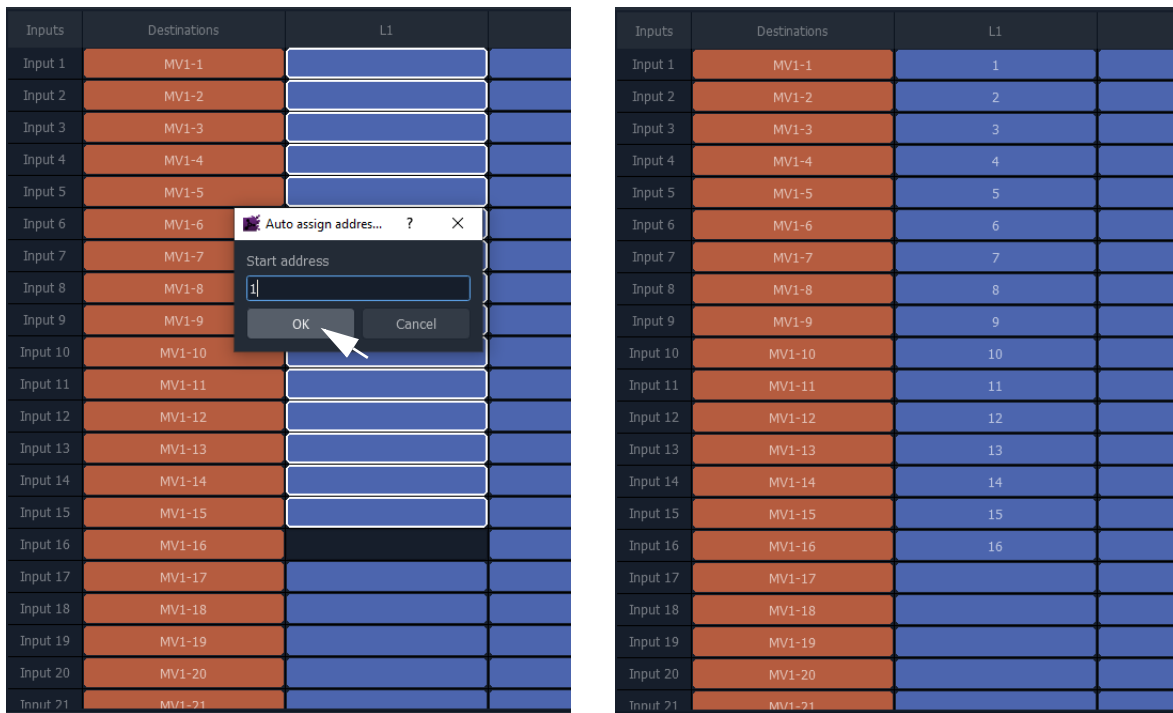 Inputs Destinations L1
Input 1 MV1-1
Input 2 MV1-2
Input 3 MV1-3
Input 4 MV1-4
Input 5 MV1-5
Input 6 MV1-6
Input 7 MV1-7
Input 8 MV1-8
Input 9 MV1-9
Input 10 MV1-10
Input 11 MV1-11
Input 12 MV1-12
Input 13 MV1-13
Input 14 MV1-14
Input 15 MV1-15
Input 16 MV1-16
Input 17 MV1-17
Input 18 MV1-18
Input 19 MV1-19
Input 20 MV1-20
Input 21 MV1-21
Auto assign addres... ?
Start address
1
OK Cancel
Inputs Destinations L1
Input 1 MV1-1 1
Input 2 MV1-2 2
Input 3 MV1-3 3
Input 4 MV1-4 4
Input 5 MV1-5 5
Input 6 MV1-6 6
Input 7 MV1-7 7
Input 8 MV1-8 8
Input 9 MV1-9 9
Input 10 MV1-10 10
Input 11 MV1-11 11
Input 12 MV1-12 12
Input 13 MV1-13 13
Input 14 MV1-14 14
Input 15 MV1-15 15
Input 16 MV1-16 16
Input 17 MV1-17
Input 18 MV1-18
Input 19 MV1-19
Input 20 MV1-20
Input 21 MV1-21